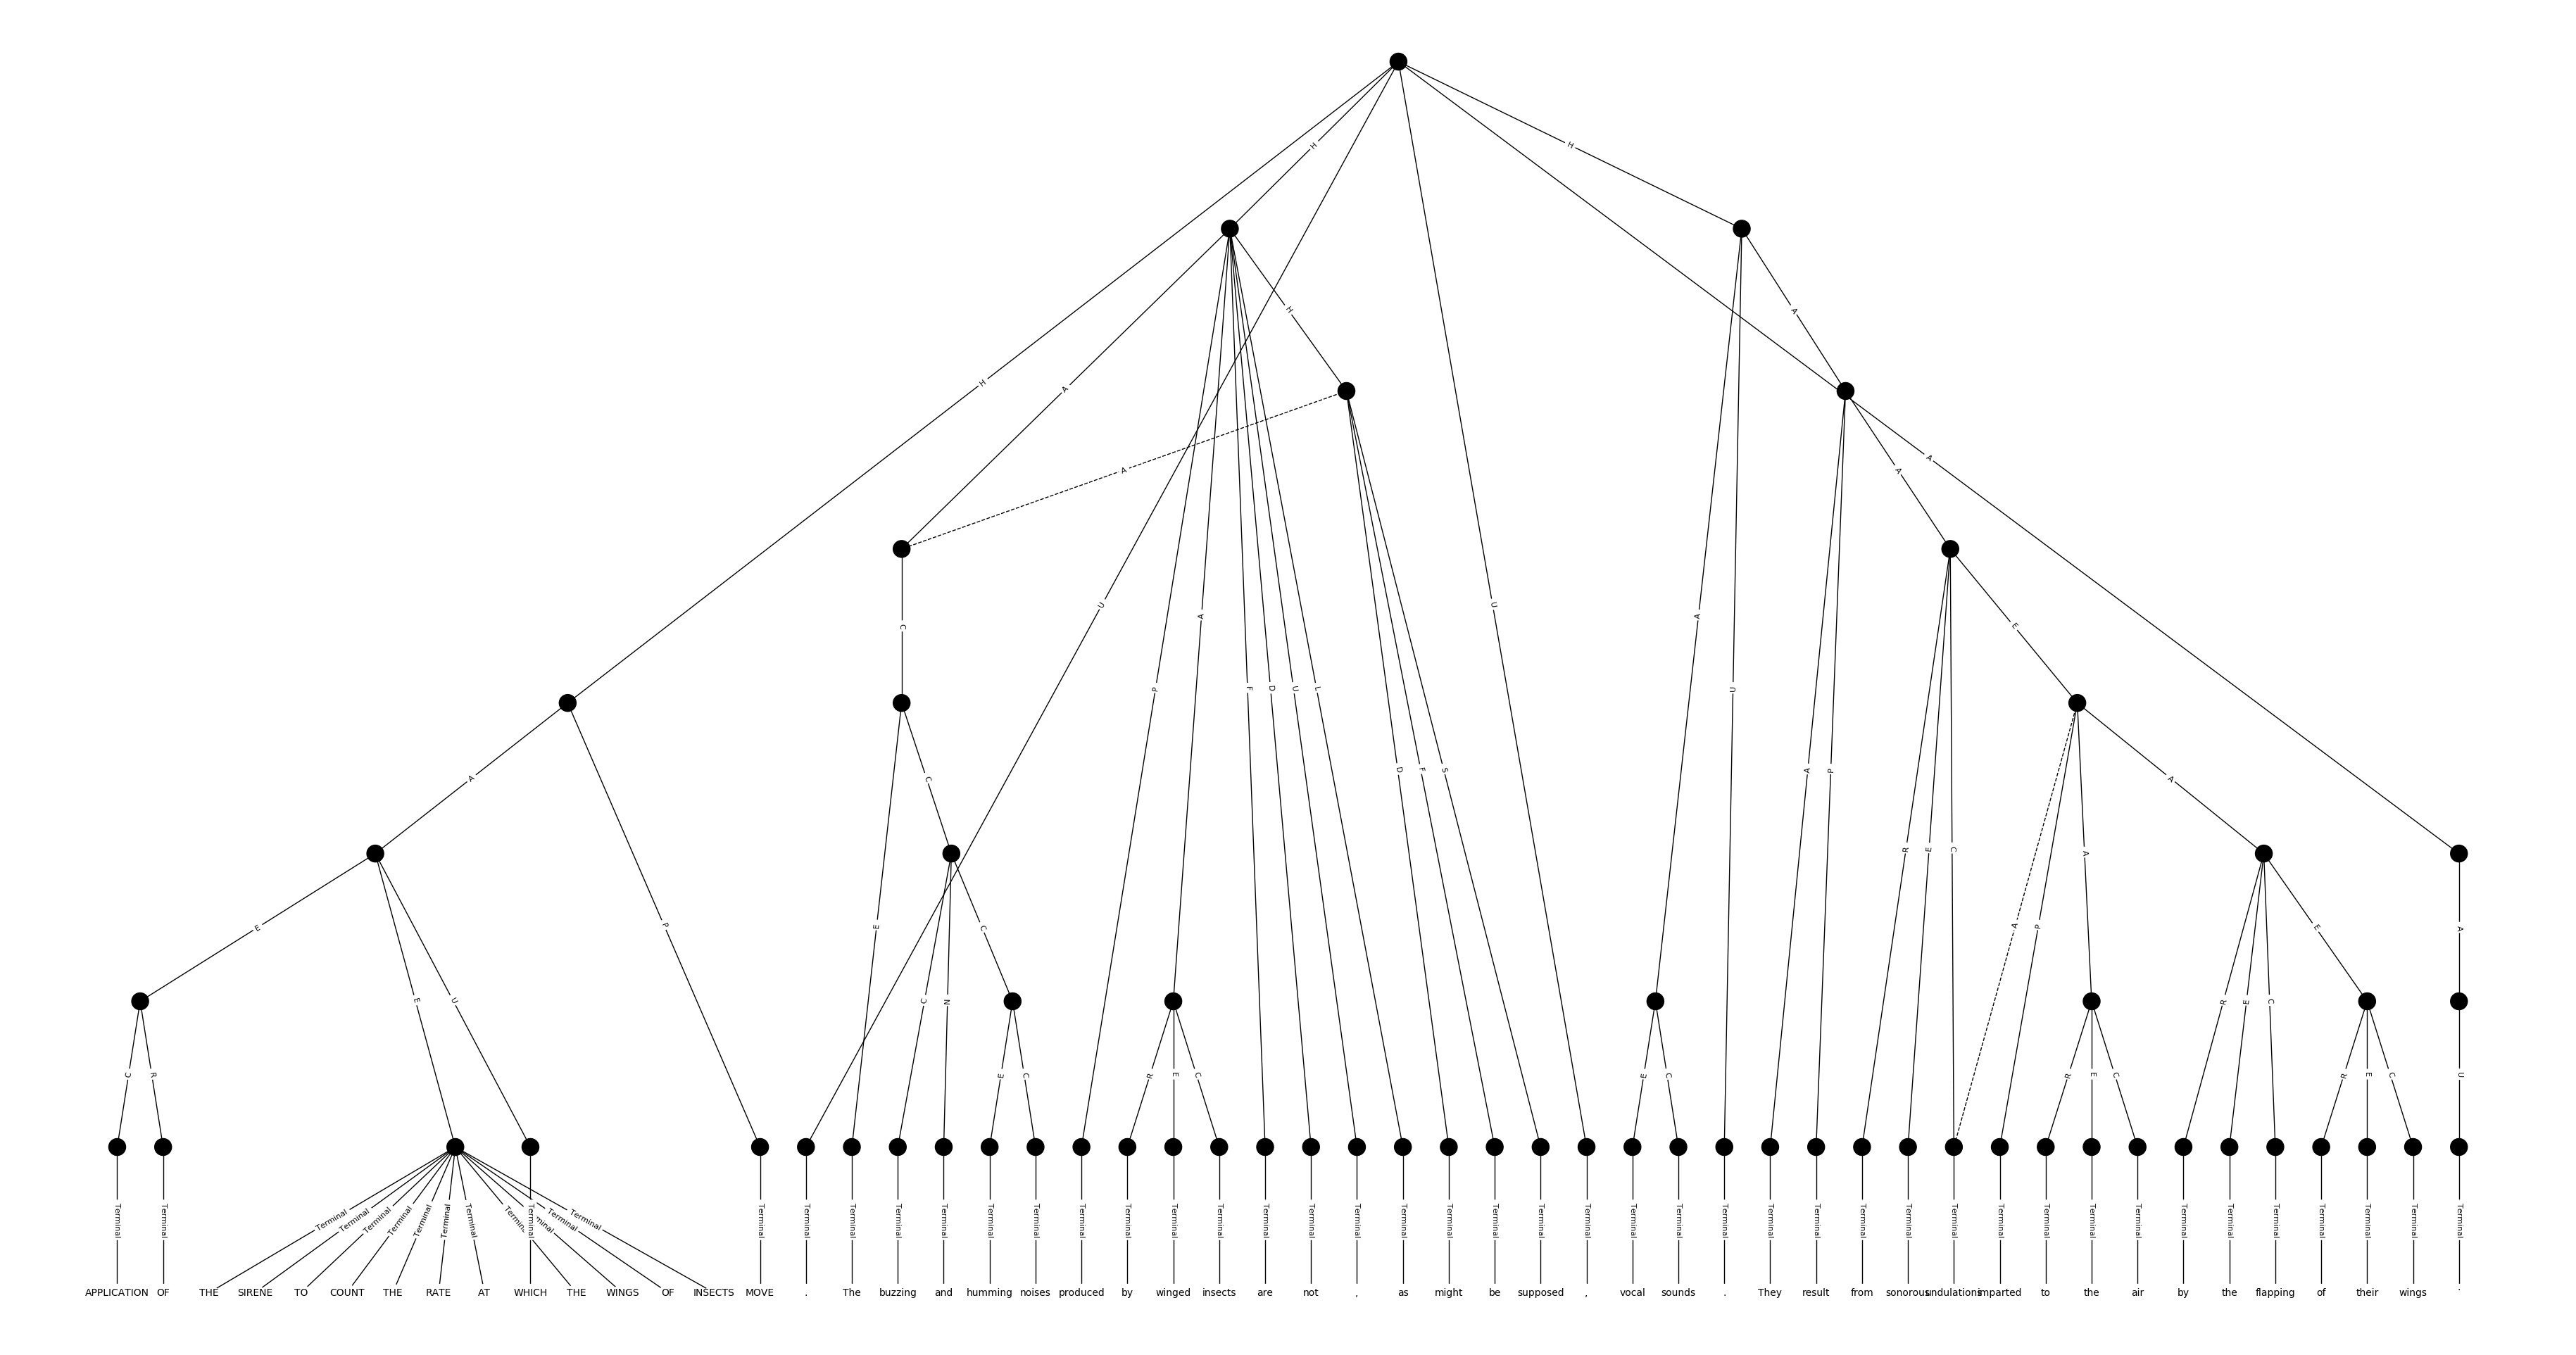 H
H
H
A
H
A
A
A
A
C
U
A
U
E
P
F
D
U
L
A
U
D
F
S
A
P
A
C
A
R
E
C
A
E
E
U
P
E
C
N
C
A
P
A
R
E
C
E
A
C
R
E
C
R
E
C
E
C
R
E
C
R
E
C
U
Terminal Terminal Terminal Terminal Terminal Terminal Terminal Terminal Terminal Terminal Terminal Terminal Terminal Terminal Terminal Terminal Terminal Terminal Terminal Terminal Terminal Terminal Terminal Terminal Terminal Terminal Terminal Terminal Terminal Terminal Terminal Terminal Terminal Terminal Terminal Terminal Terminal Terminal Terminal Terminal Terminal Terminal Terminal Terminal Terminal Terminal Terminal Terminal Terminal Terminal Terminal Terminal
APPLICATION OF THE SIRENE TO COUNT THE RATE AT WHICH THE WINGS OF INSECTS MOVE . The buzzing and humming noises produced by winged insects are not , as might be supposed , vocal sounds . They result from sonorous undulations imparted to the air by the flapping of their wings .